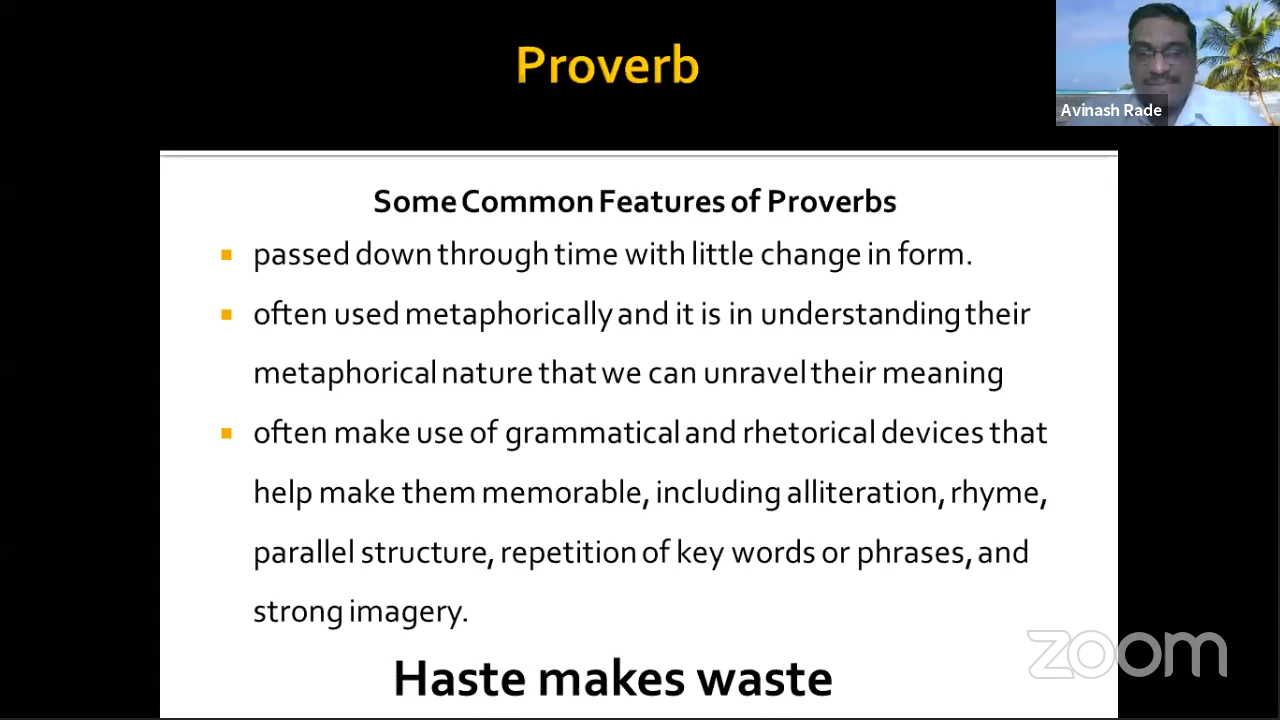 Proverb
Avinash Rade
Some Common Features of Proverbs
passed down through time with little change in form.
often used metaphorically and it is in understanding their
metaphorical nature that we can unravel their meaning
often make use of grammatical and rhetorical devices that
help make them memorable, including alliteration, rhyme,
parallel structure, repetition of key words or phrases, and
strong imagery.
zoom
Haste makes waste